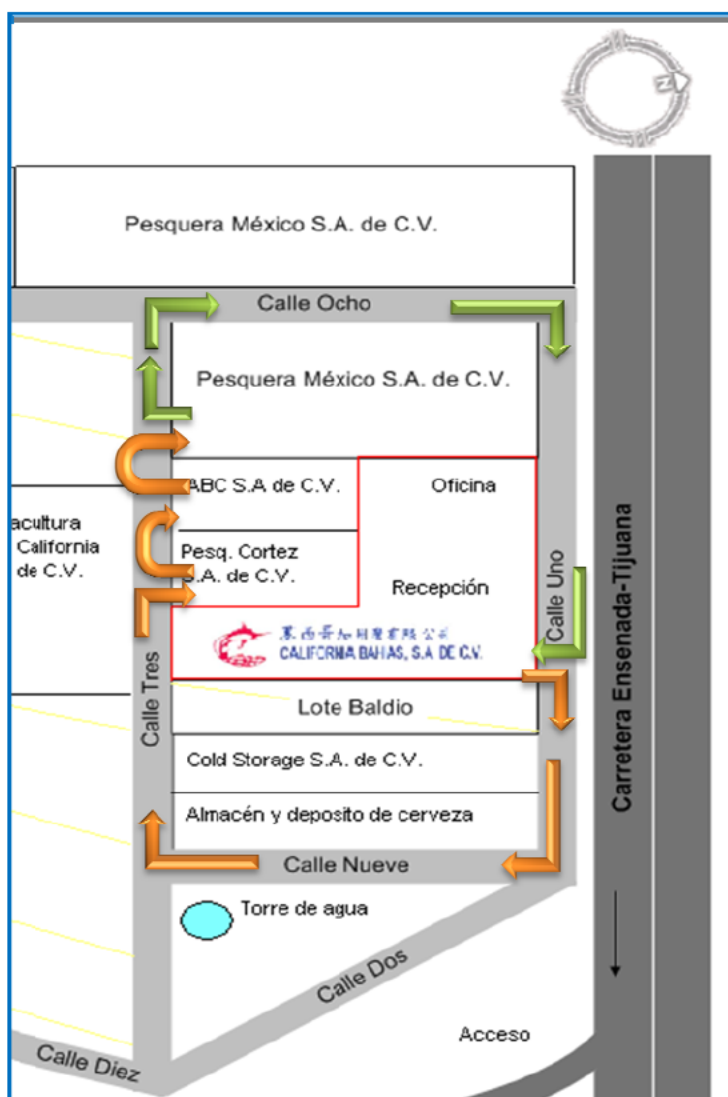 N
Pesquera México S.A. de C.V.
Calle Ocho
Pesquera México S.A. de C.V.
ABC S.A de C.V.
Oficina
acultura
California
de C.V.
Pesq. Cortez
S.A. de C.V.
Recepción
Calle Uno
CALIFORNIA BAHIAS, S.A DE C.V.
Calle Tres
Lote Baldio
Carretera Ensenada-Tijuana
Cold Storage S.A. de C.V.
Almacén y deposito de cerveza
Calle Nueve
Torre de agua
Calle Dos
Acceso
Calle Diez